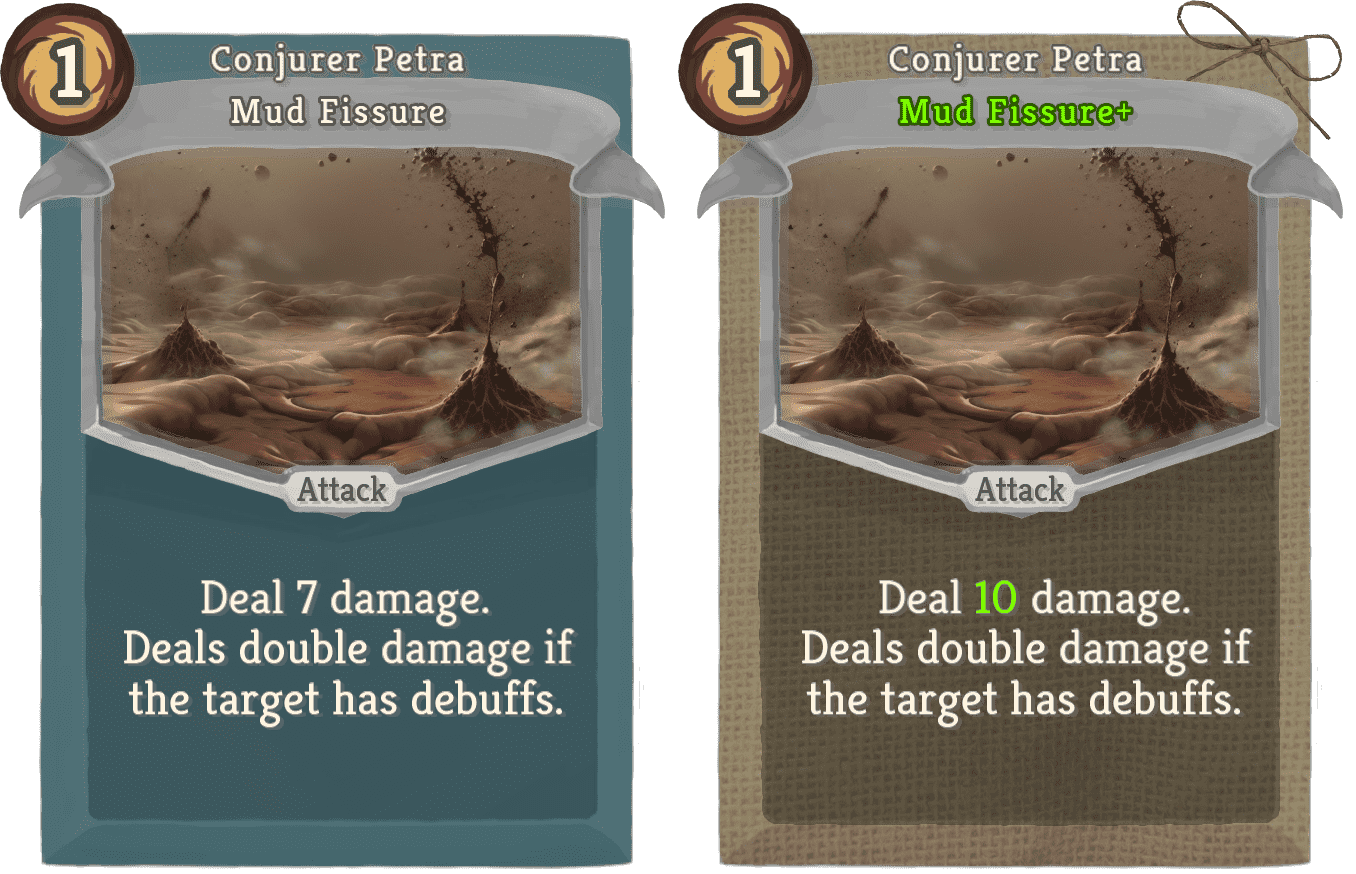 1
Conjurer Petra
Mud Fissure
Attack
Deal 7 damage.
Deals double damage if
the target has debuffs.
1
Conjurer Petra
Mud Fissure+
Attack
Deal 10 damage.
Deals double damage if
the target has debuffs.